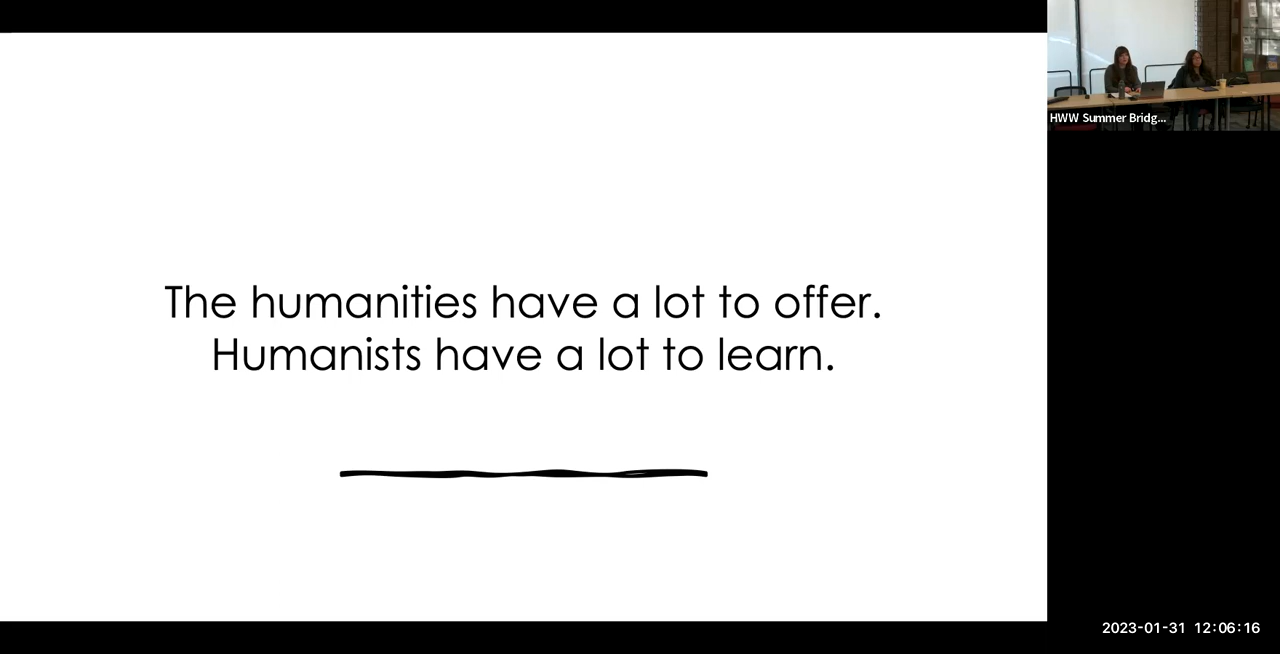 The humanities have a lot to offer.
Humanists have a lot to learn.
HWW Summer Bridg...
2023-01-31 12:06:16